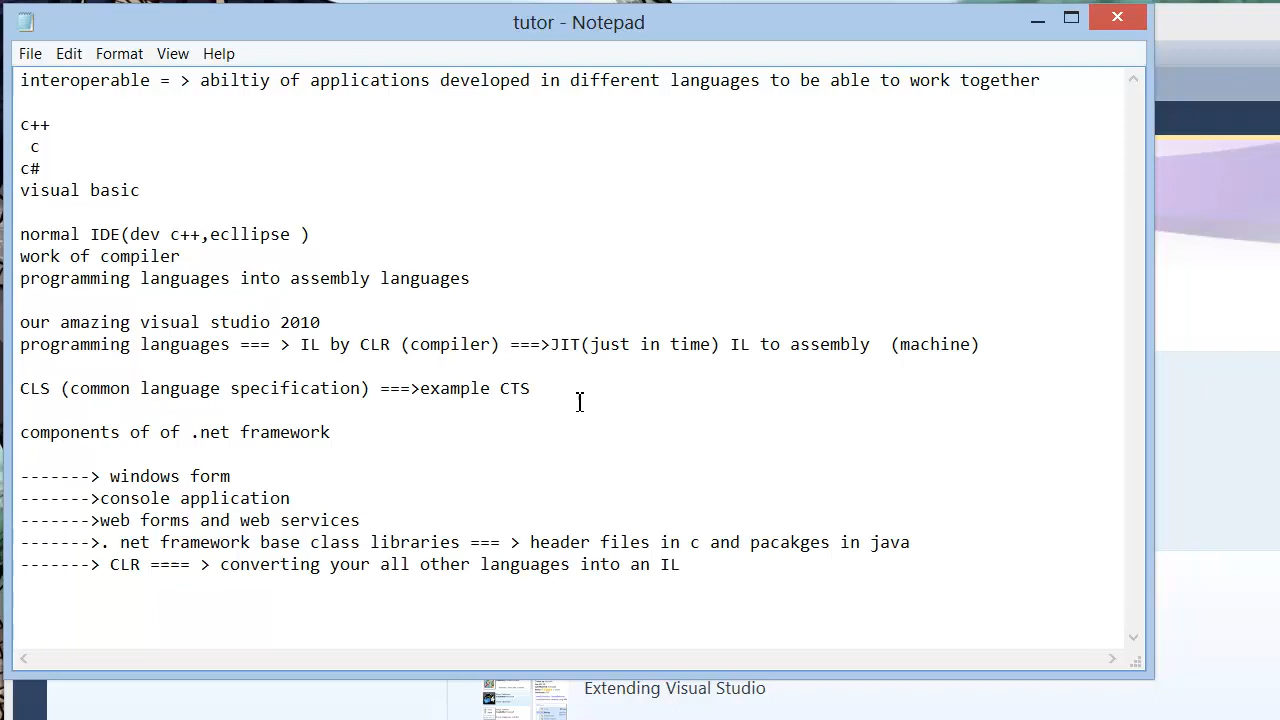 tutor - Notepad
File Edit Format View Help
interoperable = > abiltiy of applications developed in different languages to be able to work together
c++
c
c#
visual basic
normal IDE(dev c++,ecllipse )
work of compiler
programming languages into assembly languages
our amazing visual studio 2010
programming languages === > IL by CLR (compiler) ===>JIT(just in time) IL to assembly (machine)
CLS (common language specification) ===>example CTS
components of of .net framework
-------> windows form
------->console application
------->web forms and web services
------->. net framework base class libraries === > header files in c and pacakges in java
-------> CLR ==== > converting your all other languages into an IL
Extending Visual Studio